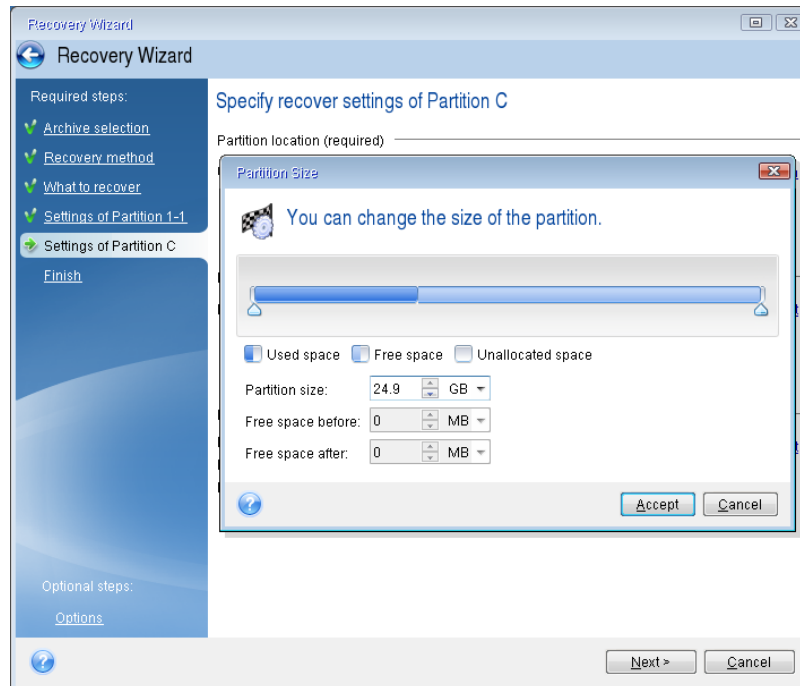 Recovery Wizard
Recovery Wizard
Required steps:
Archive selection
Recovery method
What to recover
Settings of Partition 1-1
Settings of Partition C
Finish
Optional steps:
Options
Specify recover settings of Partition C
Partition location (required)
Partition Size
You can change the size of the partition.
Used space Free space Unallocated space
Partition size: 24.9 GB
Free space before: 0 MB
Free space after: 0 MB
Accept Cancel
Next > Cancel